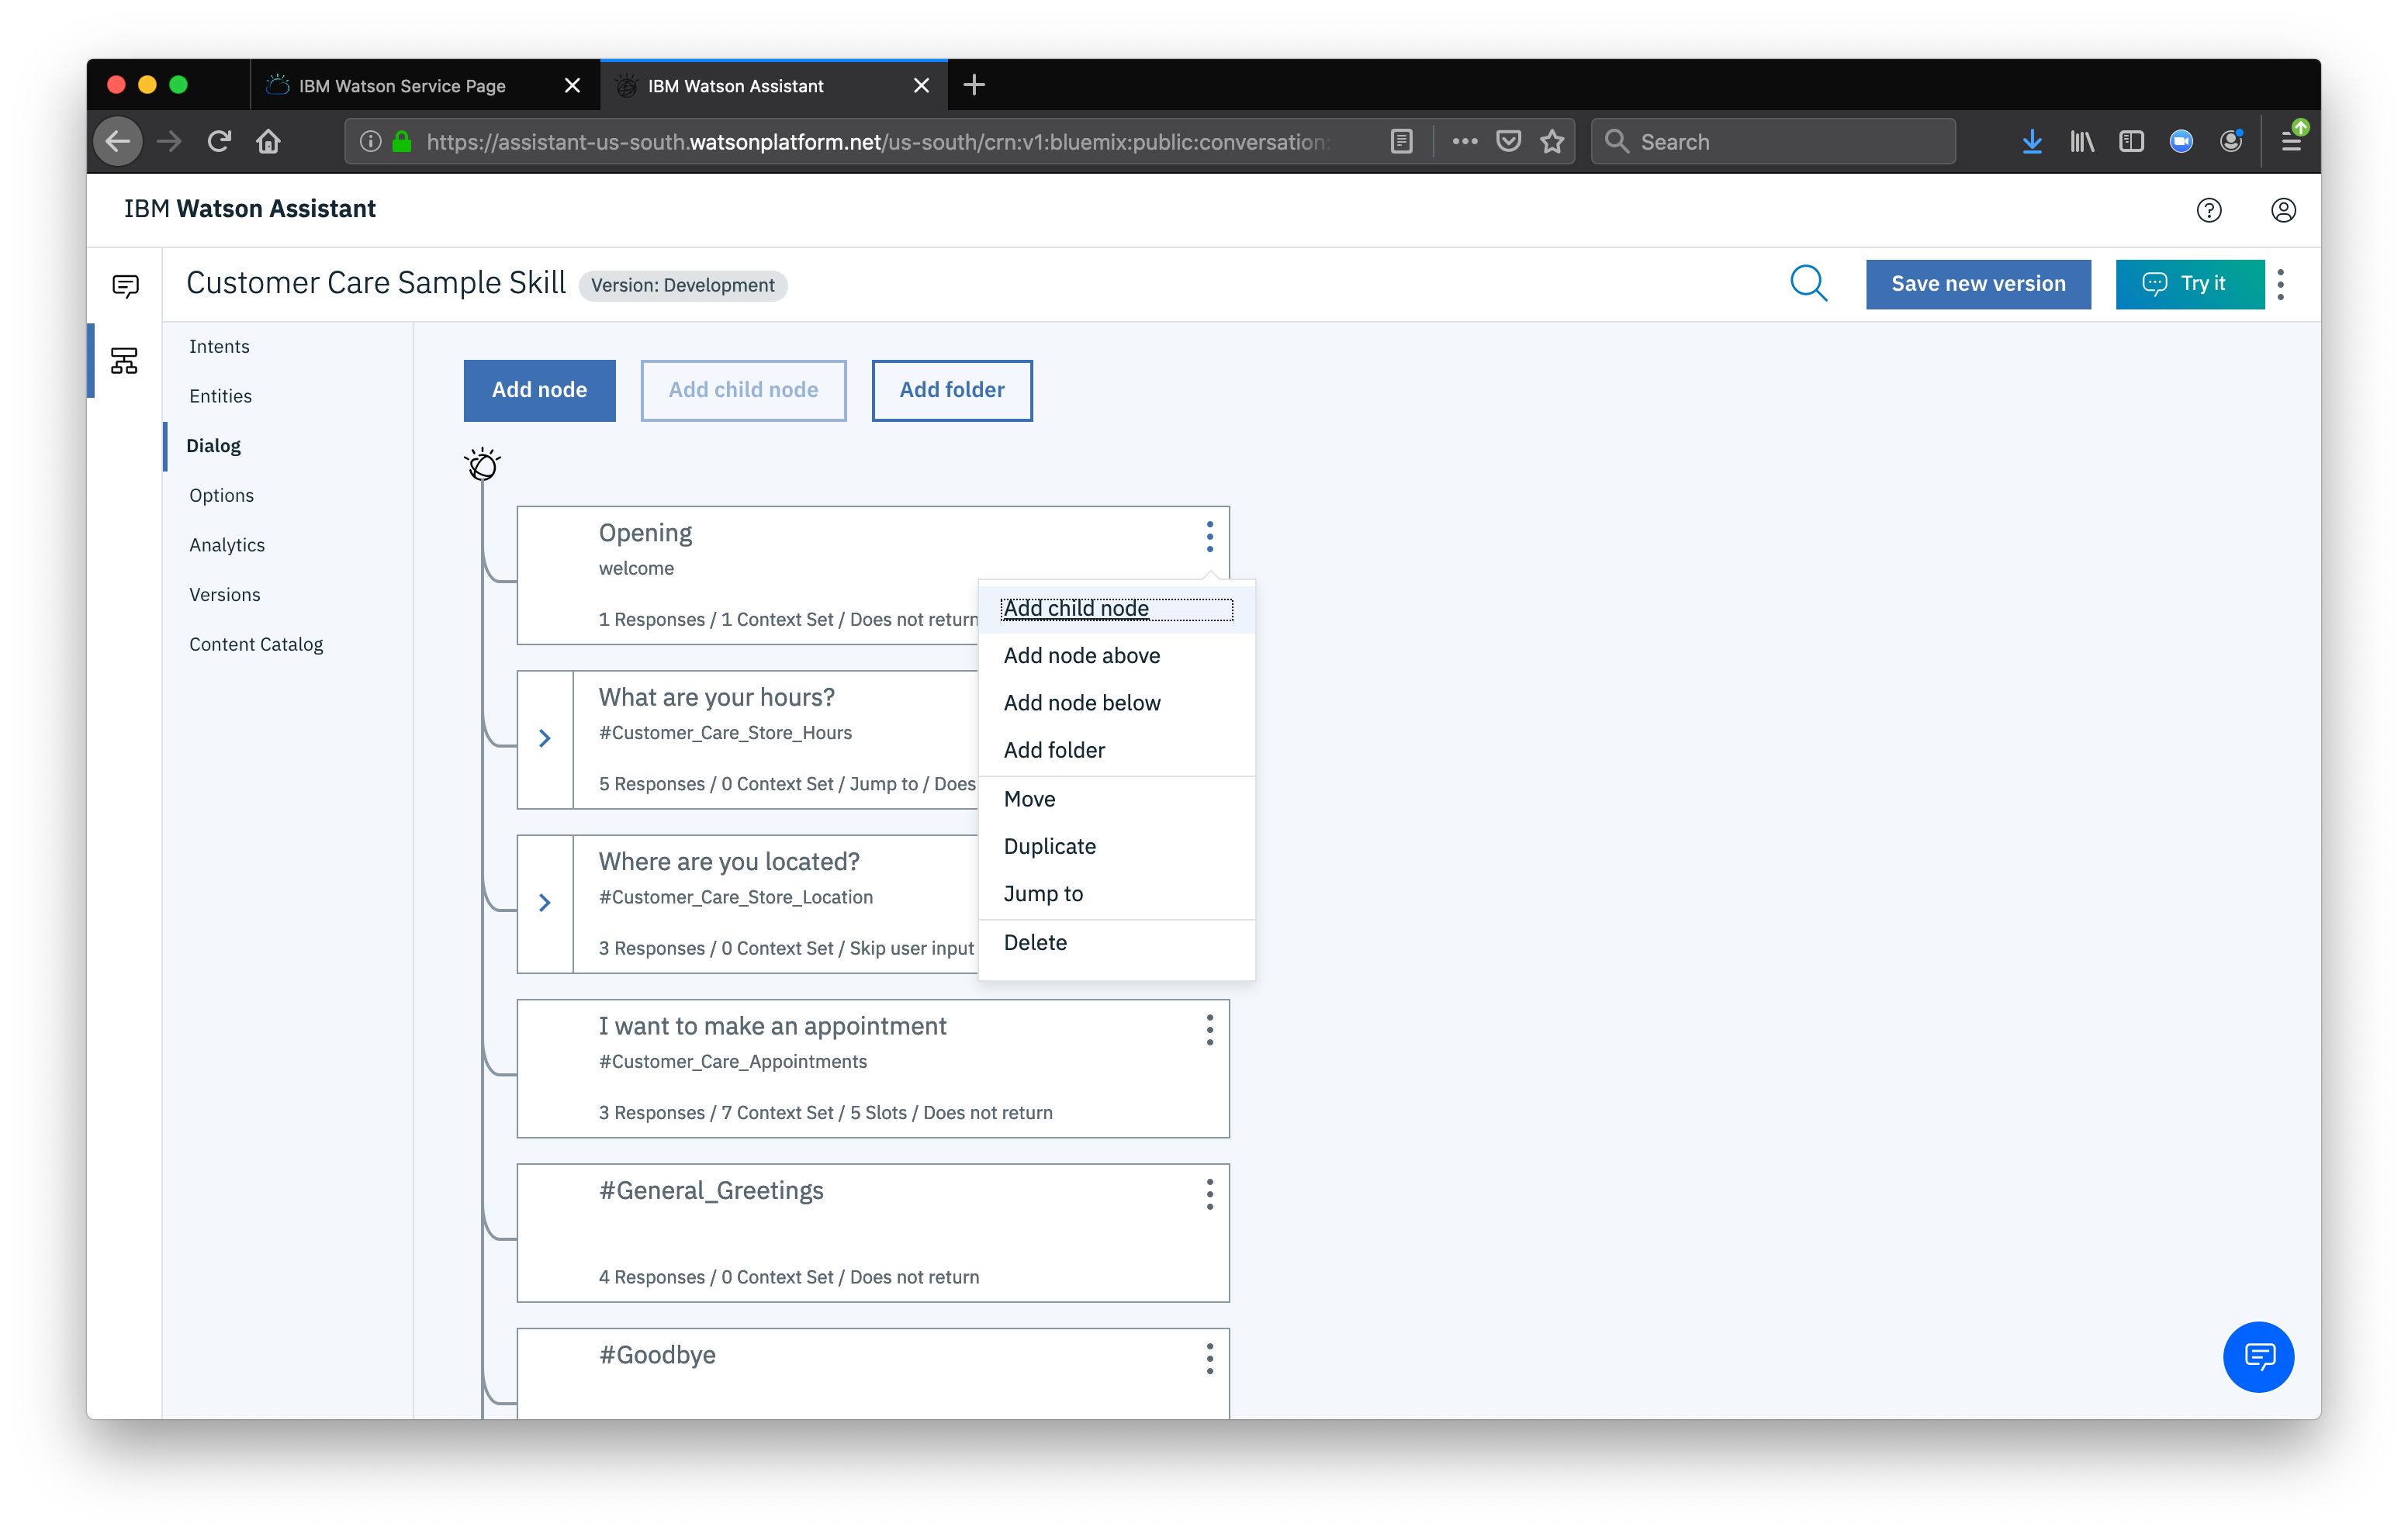 IBM Watson Service Page
IBM Watson Assistant
https://assistant-us-south.watsonplatform.net/us-south/crn:v1:bluemix:public:conversation:
Search
IBM Watson Assistant
Customer Care Sample Skill
Version: Development
Save new version
Try it
Intents
Entities
Dialog
Options
Analytics
Versions
Content Catalog
Add node
Add child node
Add folder
Opening
welcome
1 Responses / 1 Context Set / Does not return
Add child node
Add node above
Add node below
Add folder
Move
Duplicate
Jump to
Delete
What are your hours?
#Customer_Care_Store_Hours
5 Responses / 0 Context Set / Jump to / Does
Where are you located?
#Customer_Care_Store_Location
3 Responses / 0 Context Set / Skip user input
I want to make an appointment
#Customer_Care_Appointments
3 Responses / 7 Context Set / 5 Slots / Does not return
#General_Greetings
4 Responses / 0 Context Set / Does not return
#Goodbye